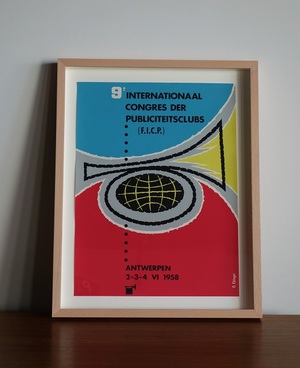 9e INTERNATIONAAL
CONGRES DER
PUBLICITEITSCLUBS
(F.I.C.P.)
ANTWERPEN
2-3-4 VI 1958